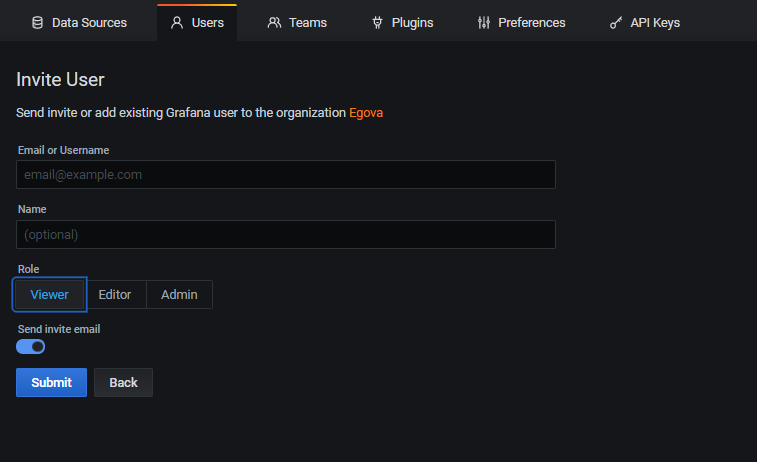 Data Sources Users Teams Plugins Preferences API Keys
Invite User
Send invite or add existing Grafana user to the organization Egova
Email or Username
email@example.com
Name
(optional)
Role
Viewer Editor Admin
Send invite email
Submit Back